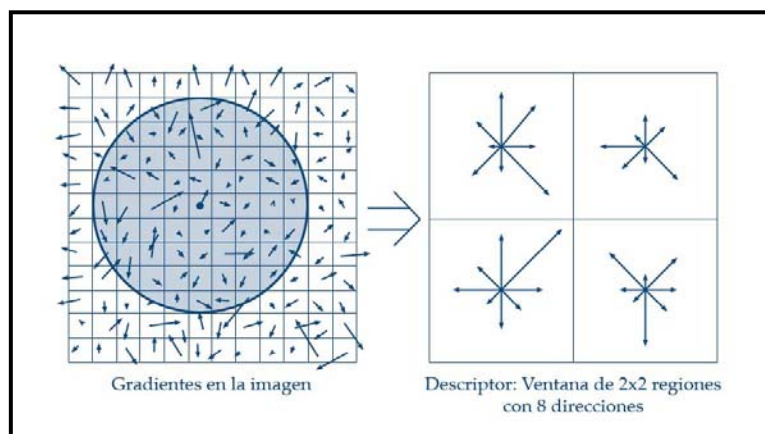 Gradientes en la imagen
Descriptor: Ventana de 2x2 regiones
con 8 direcciones